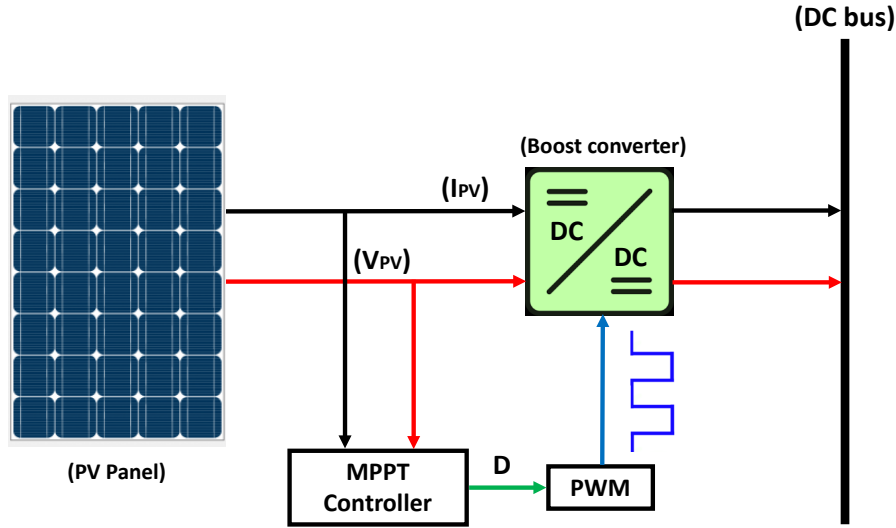 (DC bus)
(Boost converter)
(IPV)
DC
(VPV)
DC
(PV Panel)
MPPT
Controller
D
PWM